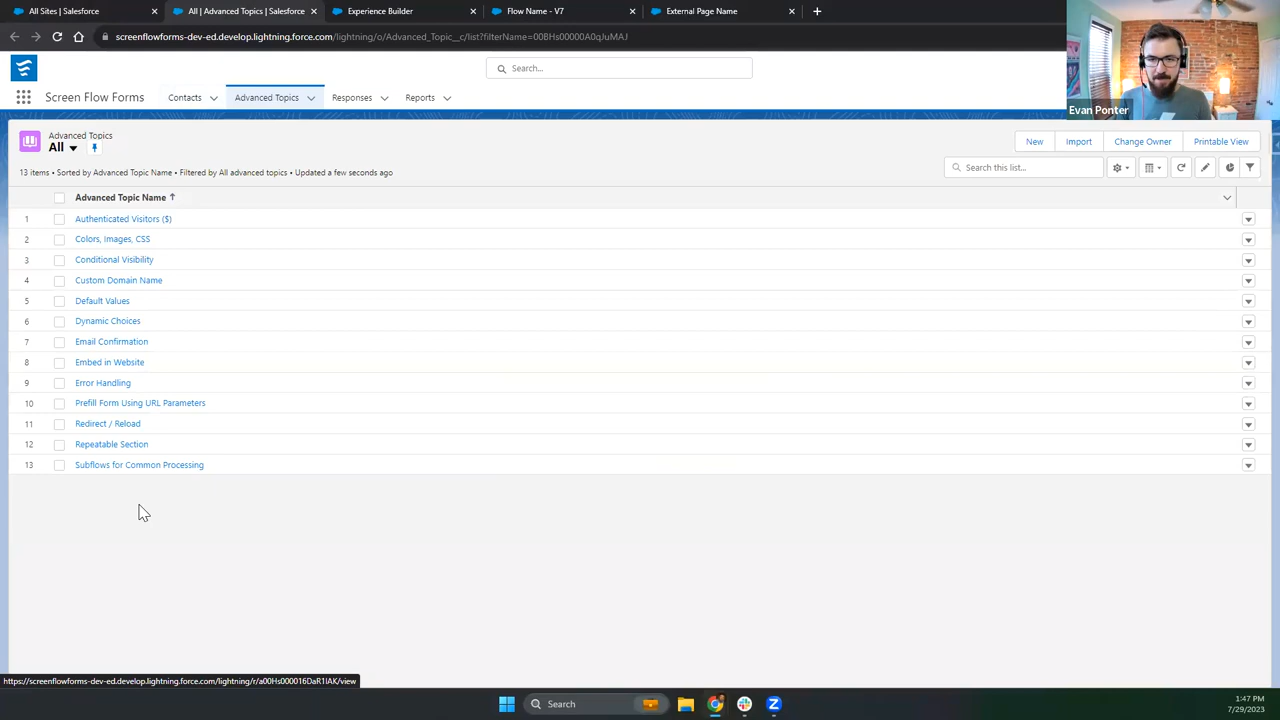 All Sites | Salesforce
All | Advanced Topics | Salesforce
Experience Builder
Flow Name - V7
External Page Name
screenflowforms-dev-ed.develop.lightning.force.com/lightning/o/Advanced_Topic__c/list?filterName=00BHs00000A0qJuMAJ
Search...
Evan Ponter
Screen Flow Forms
Contacts
Advanced Topics
Responses
Reports
Advanced Topics
All
New
Import
Change Owner
Printable View
13 items • Sorted by Advanced Topic Name • Filtered by All advanced topics • Updated a few seconds ago
Search this list...
Advanced Topic Name ↑
1 Authenticated Visitors ($)
2 Colors, Images, CSS
3 Conditional Visibility
4 Custom Domain Name
5 Default Values
6 Dynamic Choices
7 Email Confirmation
8 Embed in Website
9 Error Handling
10 Prefill Form Using URL Parameters
11 Redirect / Reload
12 Repeatable Section
13 Subflows for Common Processing
https://screenflowforms-dev-ed.develop.lightning.force.com/lightning/r/a00Hs000016DaR1IAK/view
Search
1:47 PM
7/29/2023